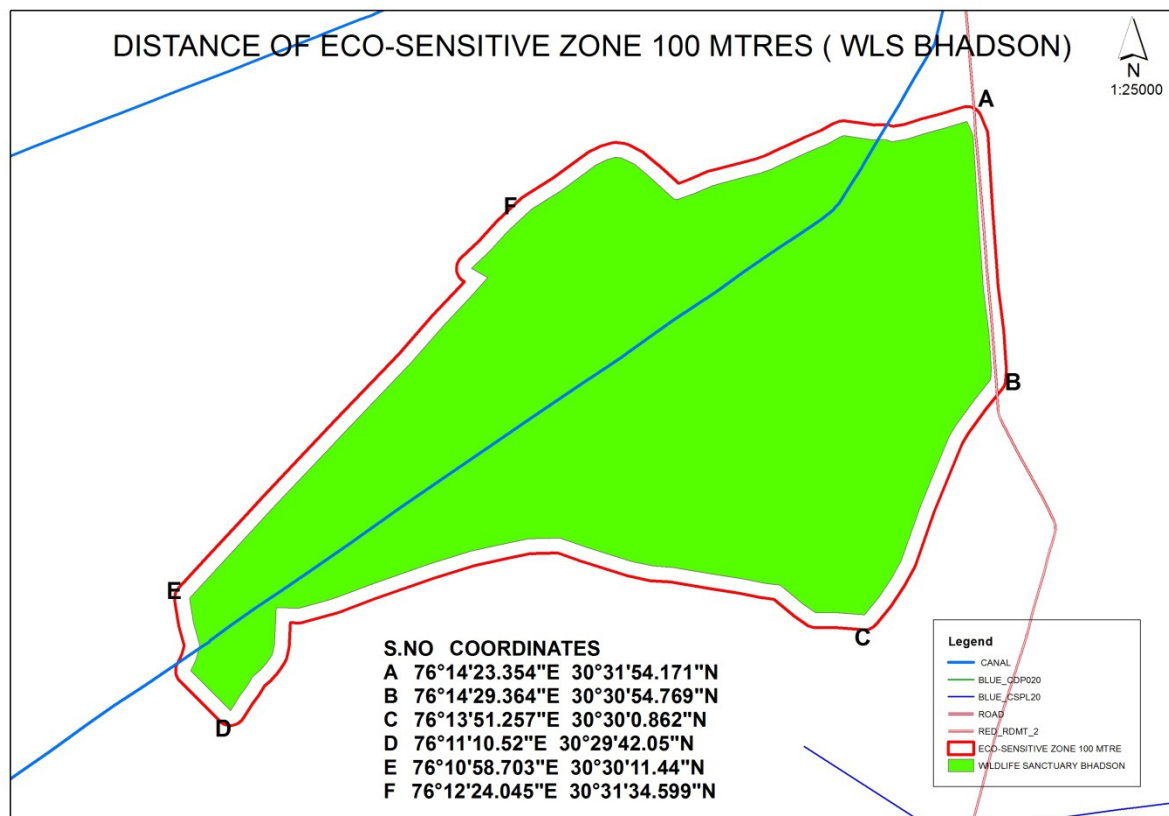 DISTANCE OF ECO-SENSITIVE ZONE 100 MTRES ( WLS BHADSON)
N
1:25000
A
F
B
E
C
D
S.NO COORDINATES
A 76°14'23.354"E 30°31'54.171"N
B 76°14'29.364"E 30°30'54.769"N
C 76°13'51.257"E 30°30'0.862"N
D 76°11'10.52"E 30°29'42.05"N
E 76°10'58.703"E 30°30'11.44"N
F 76°12'24.045"E 30°31'34.599"N
Legend
CANAL
BLUE_CDP020
BLUE_CSPL20
ROAD
RED_RDMT_2
ECO-SENSITIVE ZONE 100 MTRE
WILDLIFE SANCTUARY BHADSON